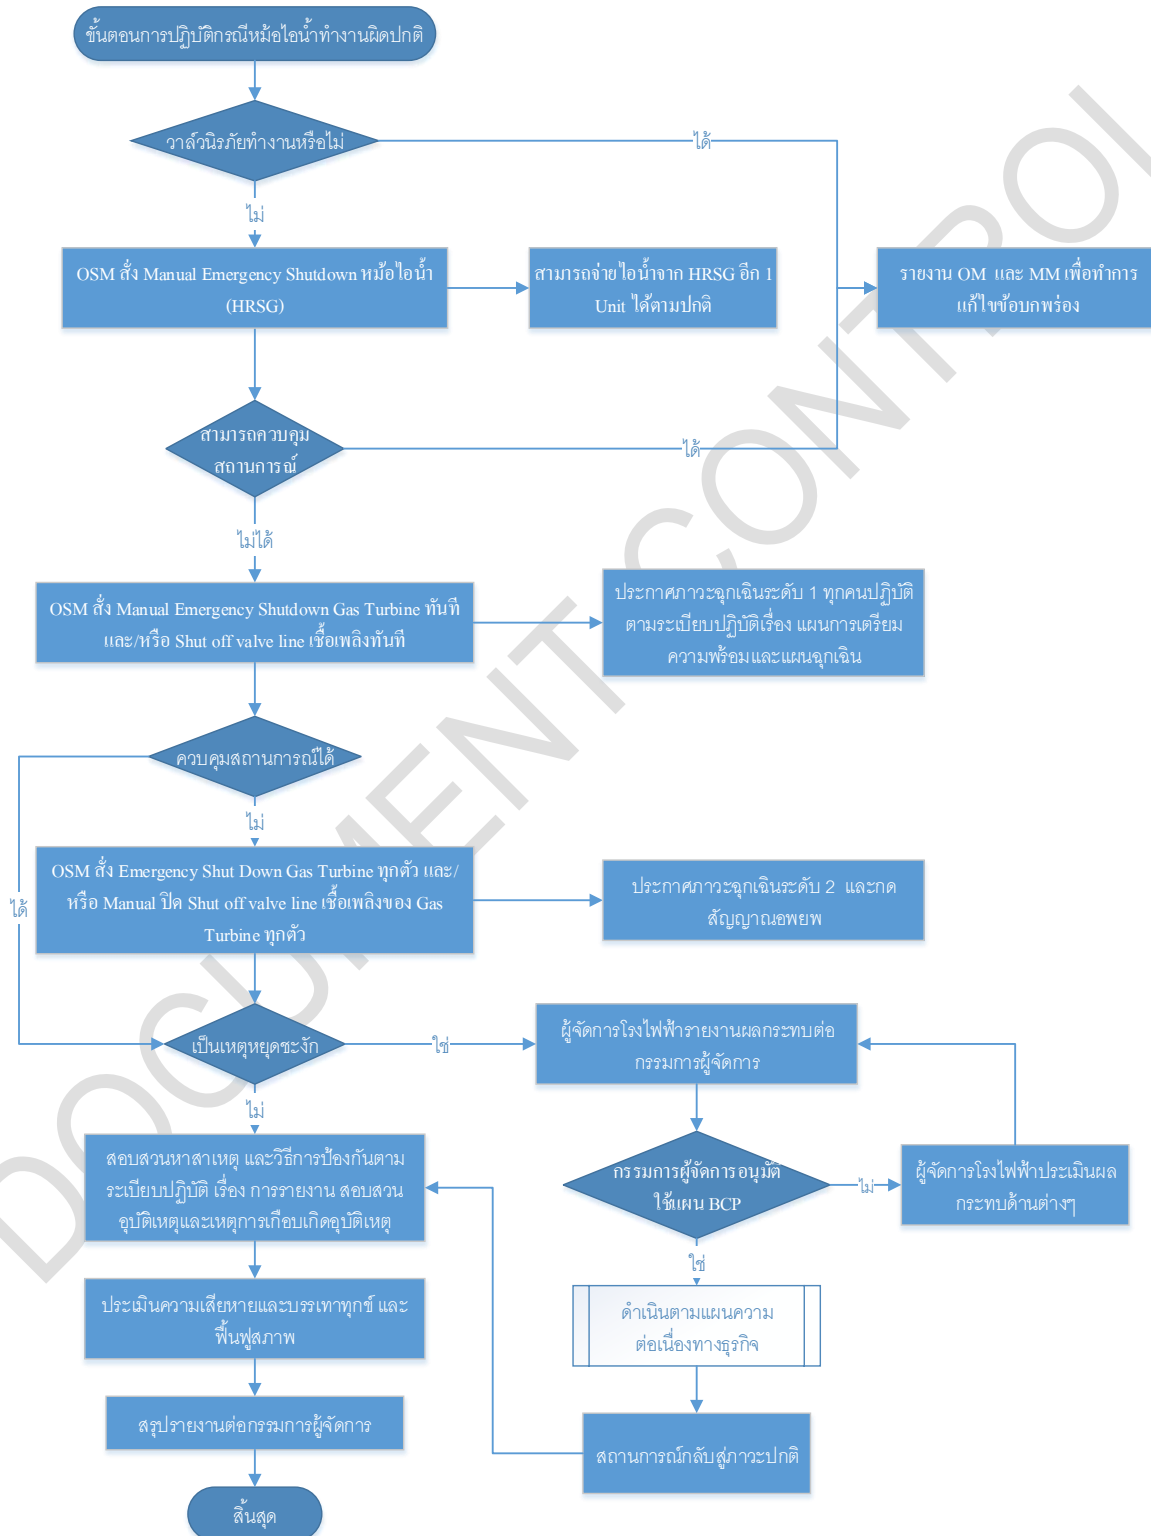 ขั้นตอนการปฏิบัติกรณีหม้อไอน้ำทำงานผิดปกติ
วาล์วนิรภัยทำงานหรือไม่
ได้
ไม่
OSM สั่ง Manual Emergency Shutdown หม้อไอน้ำ
(HRSG)
สามารถจ่ายไอน้ำจาก HRSG อีก 1
Unit ได้ตามปกติ
รายงาน OM และ MM เพื่อทำการ
แก้ไขข้อบกพร่อง
สามารถควบคุม
สถานการณ์
ได้
ไม่ได้
OSM สั่ง Manual Emergency Shutdown Gas Turbine ทันที
และ/หรือ Shut off valve line เชื้อเพลิงทันที
ประกาศภาวะฉุกเฉินระดับ 1 ทุกคนปฏิบัติ
ตามระเบียบปฏิบัติเรื่อง แผนการเตรียม
ความพร้อมและแผนฉุกเฉิน
ควบคุมสถานการณ์ได้
ไม่
ได้
OSM สั่ง Emergency Shut Down Gas Turbine ทุกตัว และ/
หรือ Manual ปิด Shut off valve line เชื้อเพลิงของ Gas
Turbine ทุกตัว
ประกาศภาวะฉุกเฉินระดับ 2 และกด
สัญญาณอพยพ
เป็นเหตุหยุดชะงัก
ใช่
ไม่
ผู้จัดการโรงไฟฟ้ารายงานผลกระทบต่อ
กรรมการผู้จัดการ
สอบสวนหาสาเหตุ และวิธีการป้องกันตาม
ระเบียบปฏิบัติ เรื่อง การรายงาน สอบสวน
อุบัติเหตุและเหตุการเกือบเกิดอุบัติเหตุ
กรรมการผู้จัดการอนุมัติ
ใช้แผน BCP
ไม่
ผู้จัดการโรงไฟฟ้าประเมินผล
กระทบด้านต่างๆ
ใช่
ประเมินความเสียหายและบรรเทาทุกข์ และ
ฟื้นฟูสภาพ
ดำเนินตามแผนความ
ต่อเนื่องทางธุรกิจ
สรุปรายงานต่อกรรมการผู้จัดการ
สถานการณ์กลับสู่ภาวะปกติ
สิ้นสุด
DOCUMENT CONTROL